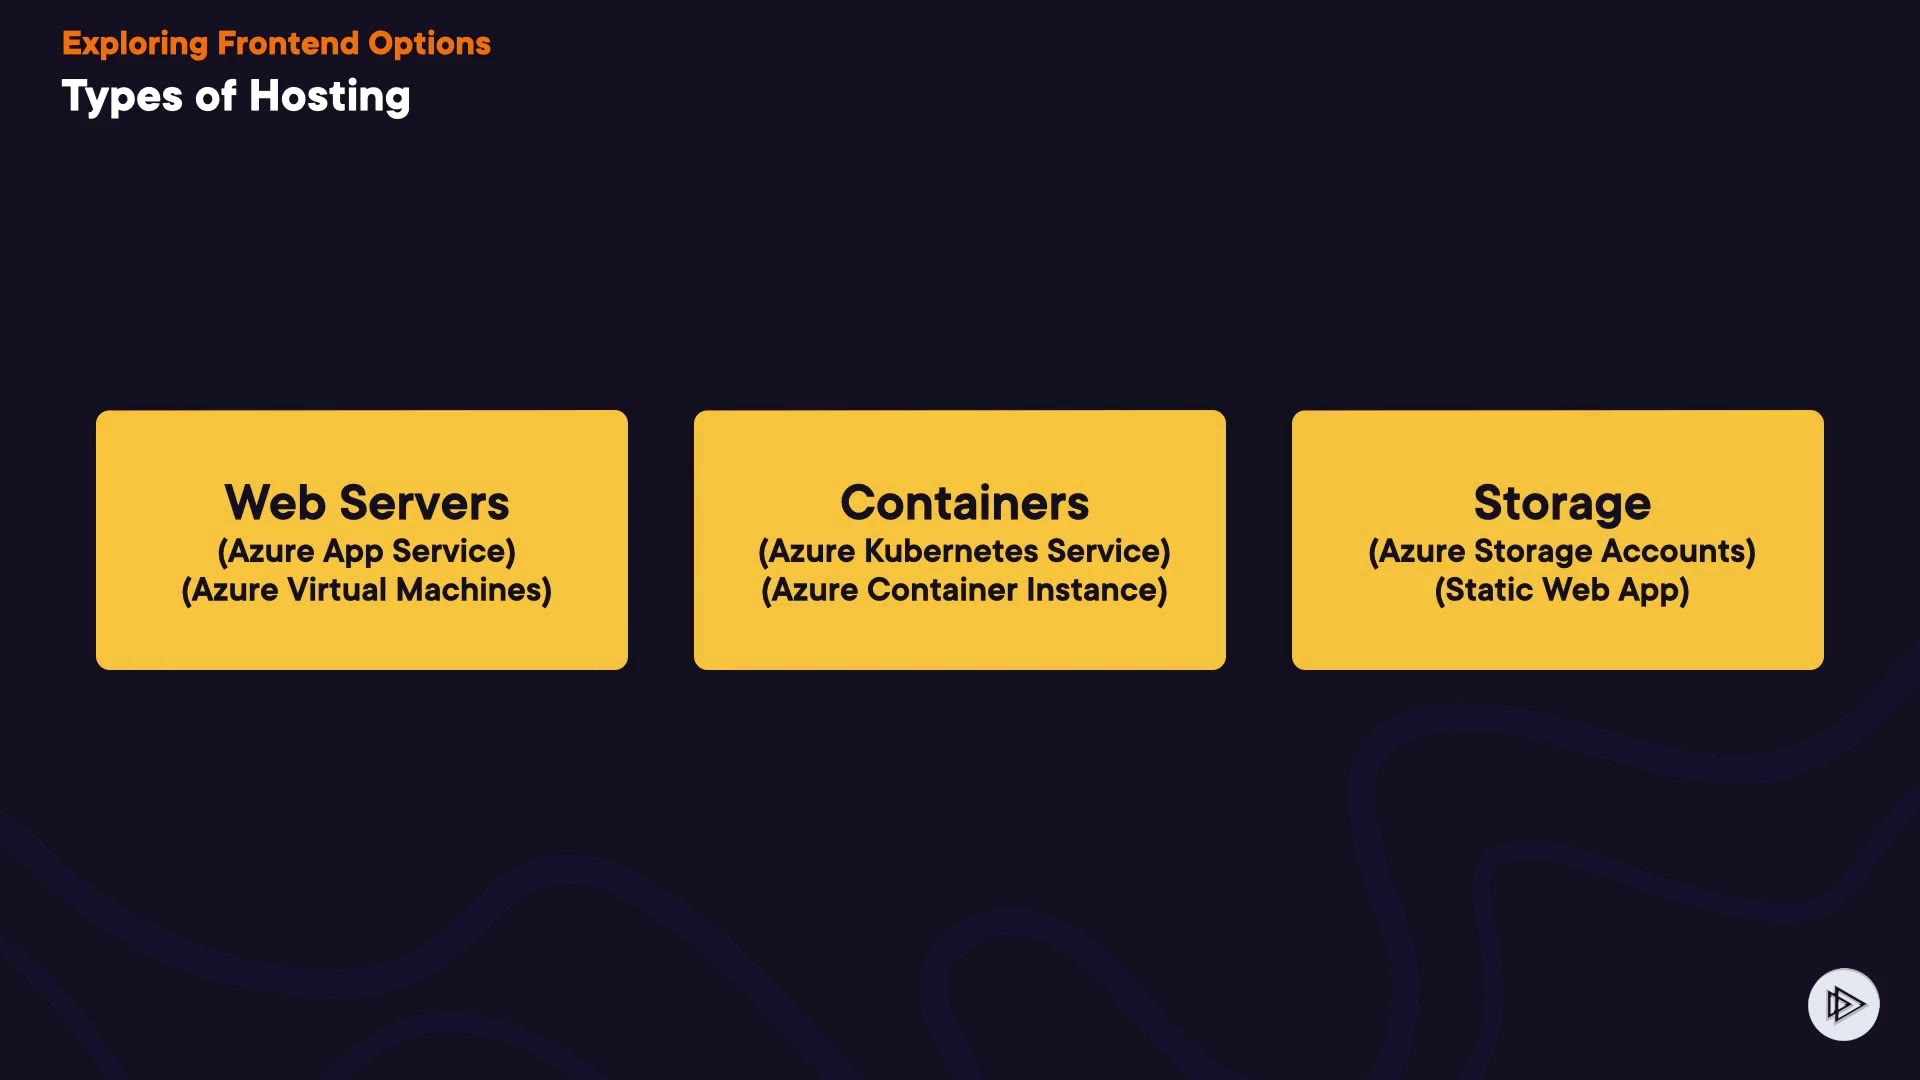 Exploring Frontend Options
Types of Hosting
Web Servers
(Azure App Service)
(Azure Virtual Machines)
Containers
(Azure Kubernetes Service)
(Azure Container Instance)
Storage
(Azure Storage Accounts)
(Static Web App)